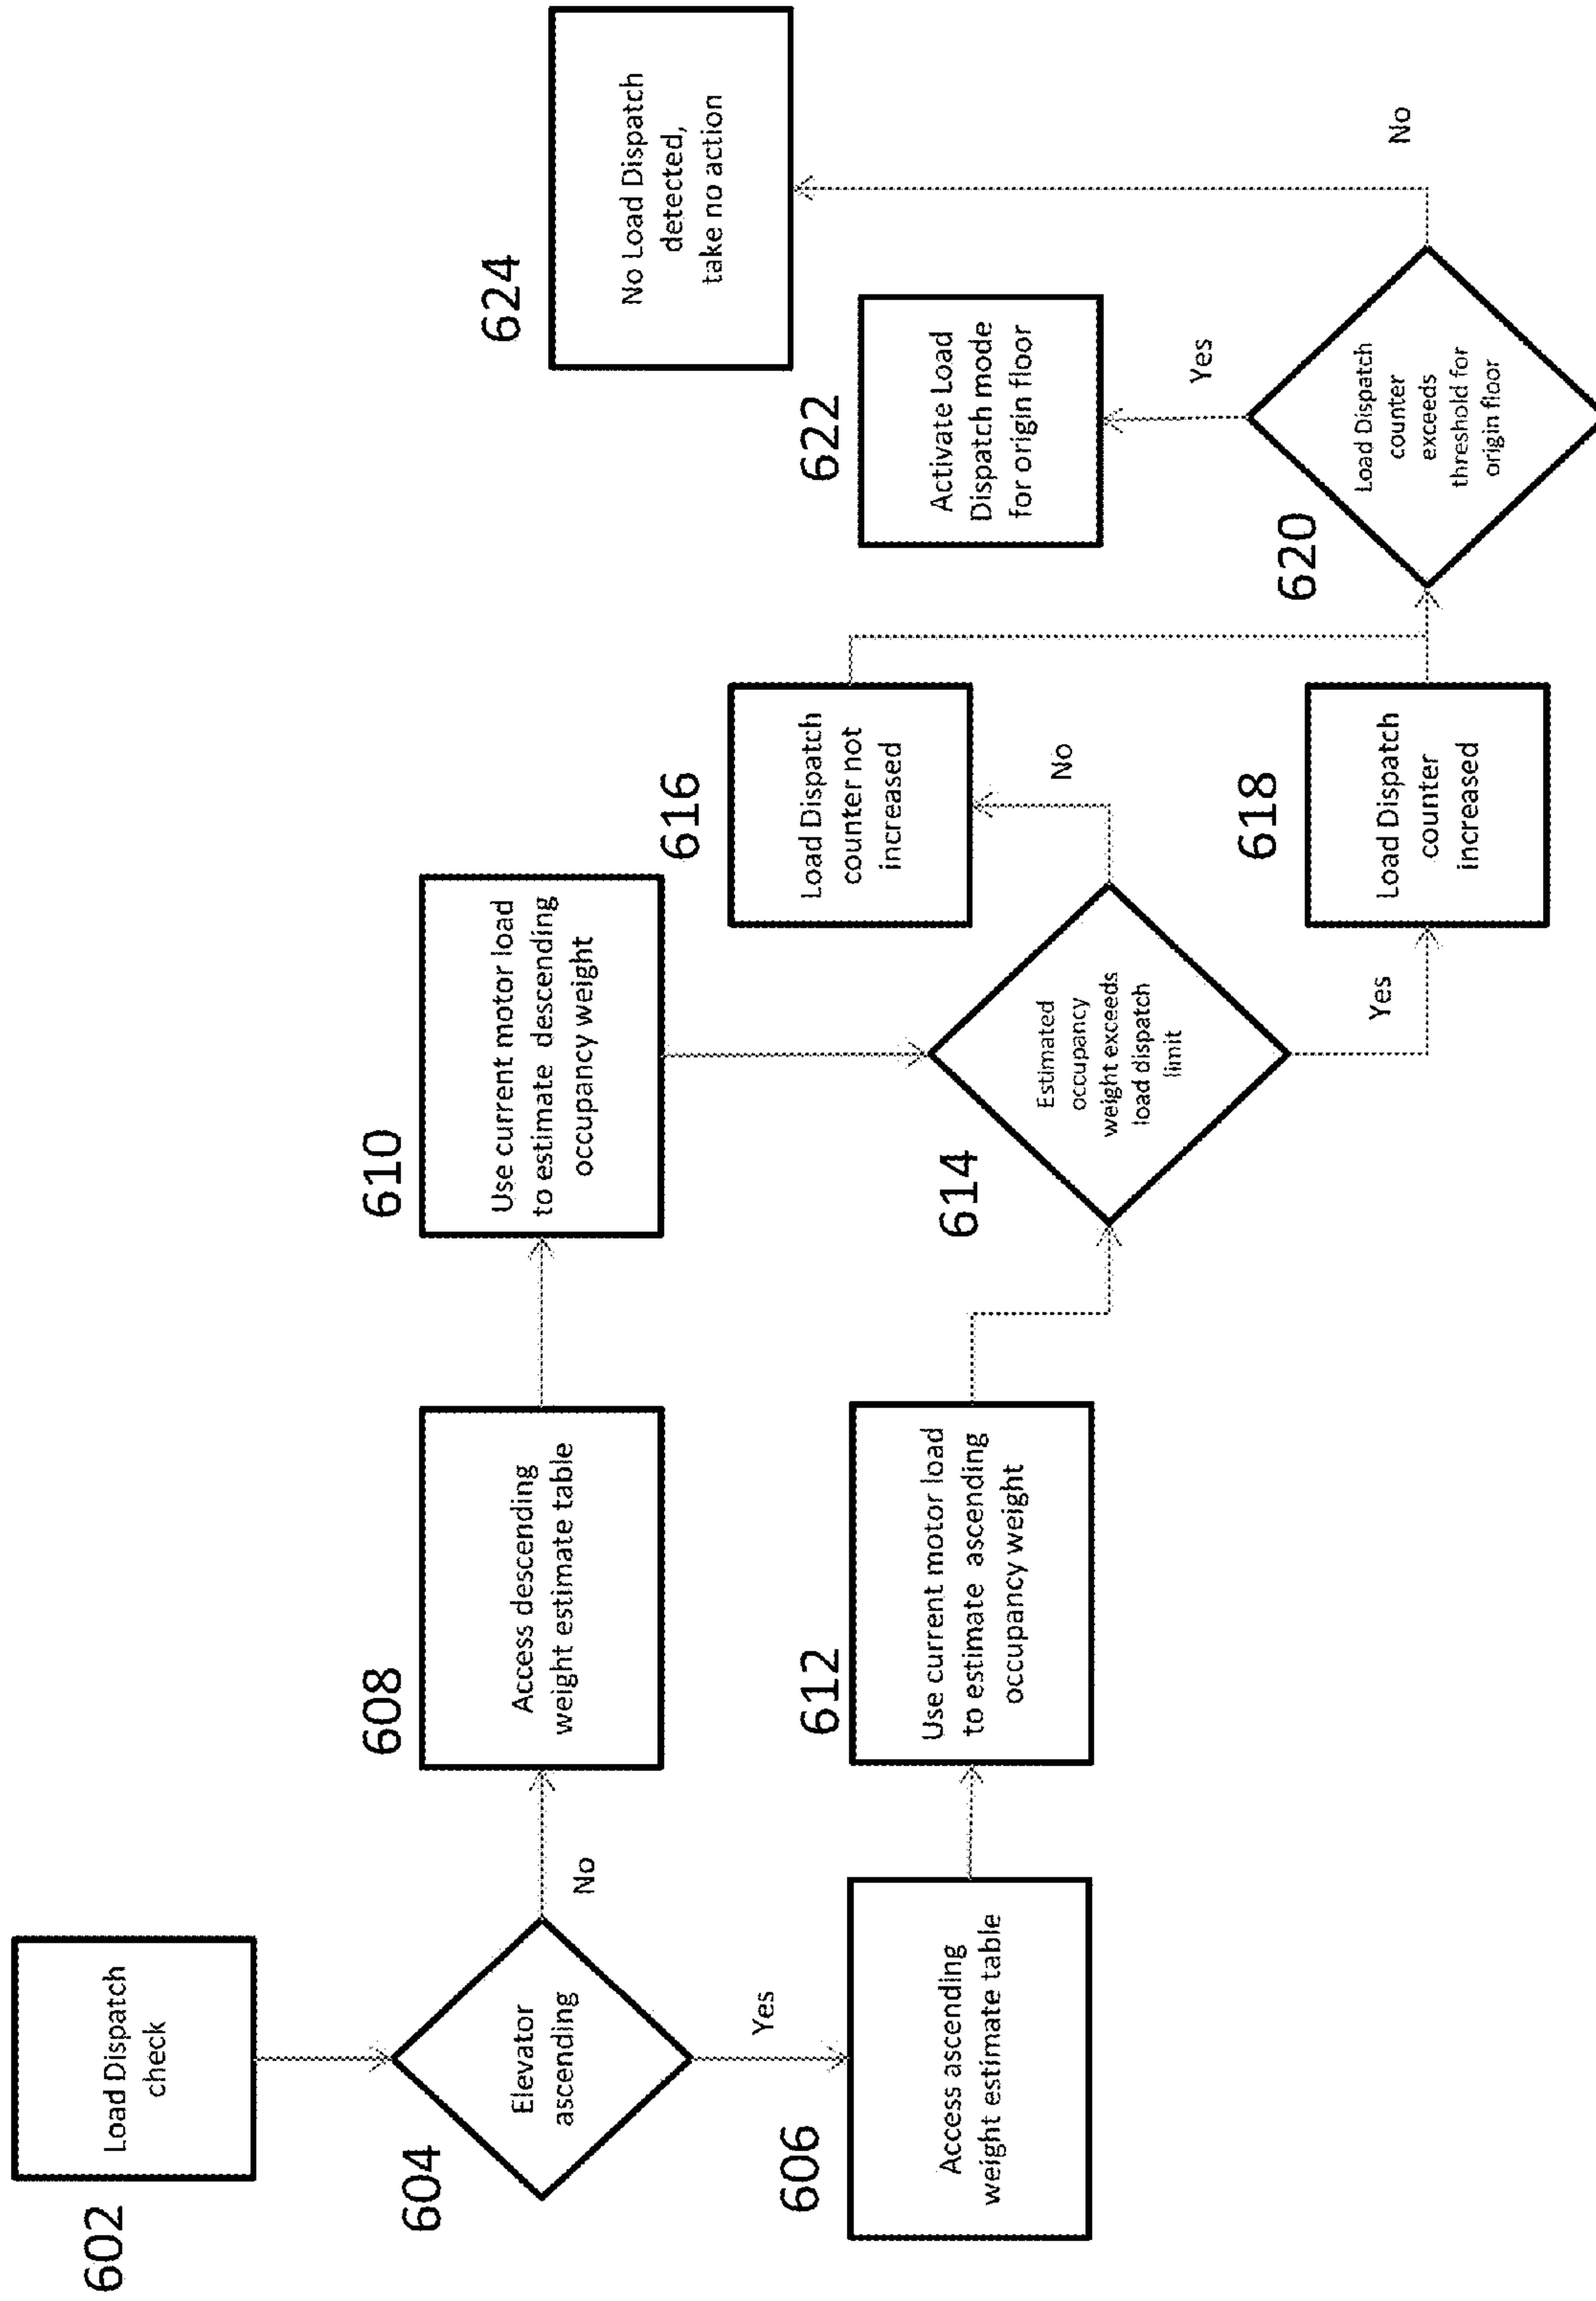 602
Load Dispatch
check
604
Elevator
ascending
No
Yes
606
Access ascending
weight estimate table
608
Access descending
weight estimate table
610
Use current motor load
to estimate descending
occupancy weight
612
Use current motor load
to estimate ascending
occupancy weight
614
Estimated
occupancy
weight exceeds
load dispatch
limit
No
Yes
616
Load Dispatch
counter not
increased
618
Load Dispatch
counter
increased
620
Load Dispatch
counter
exceeds
threshold for
origin floor
Yes
No
622
Activate Load
Dispatch mode
for origin floor
624
No Load Dispatch
detected,
take no action